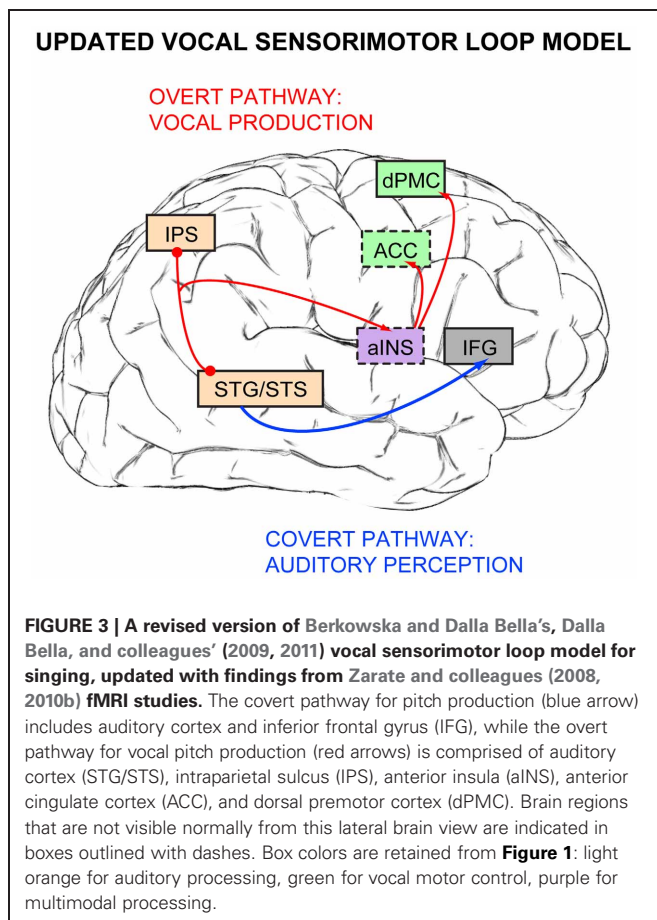 UPDATED VOCAL SENSORIMOTOR LOOP MODEL
OVERT PATHWAY:
VOCAL PRODUCTION
dPMC
IPS
ACC
aINS
IFG
STG/STS
COVERT PATHWAY:
AUDITORY PERCEPTION
FIGURE 3 | A revised version of Berkowska and Dalla Bella's, Dalla
Bella, and colleagues' (2009, 2011) vocal sensorimotor loop model for
singing, updated with findings from Zarate and colleagues (2008,
2010b) fMRI studies. The covert pathway for pitch production (blue arrow)
includes auditory cortex and inferior frontal gyrus (IFG), while the overt
pathway for vocal pitch production (red arrows) is comprised of auditory
cortex (STG/STS), intraparietal sulcus (IPS), anterior insula (aINS), anterior
cingulate cortex (ACC), and dorsal premotor cortex (dPMC). Brain regions
that are not visible normally from this lateral brain view are indicated in
boxes outlined with dashes. Box colors are retained from Figure 1: light
orange for auditory processing, green for vocal motor control, purple for
multimodal processing.